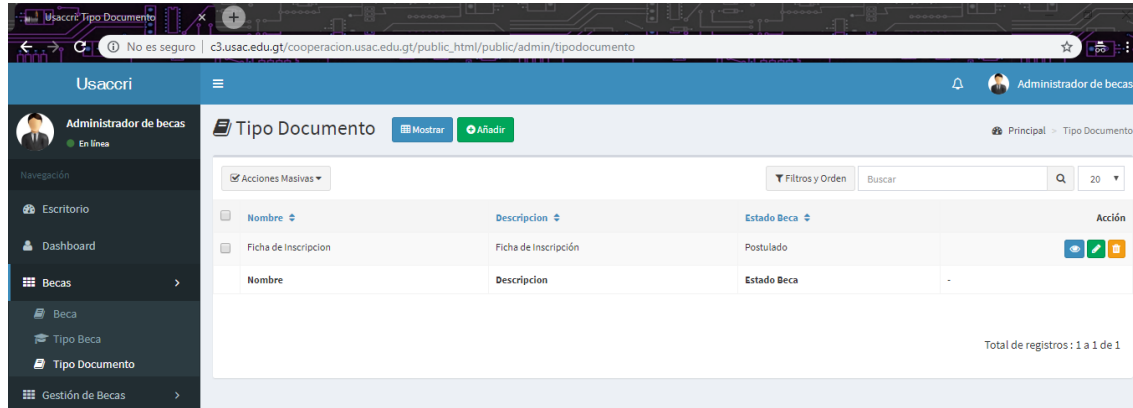 Usaccri: Tipo Documento
No es seguro | c3.usac.edu.gt/cooperacion.usac.edu.gt/public_html/public/admin/tipodocumento
Usaccri
Administrador de becas
Administrador de becas
En línea
Tipo Documento
Mostrar
Añadir
Principal > Tipo Documento
Navegación
Acciones Masivas
Filtros y Orden
Buscar
20
Escritorio
Nombre
Descripcion
Estado Beca
Acción
Dashboard
Ficha de Inscripcion
Ficha de Inscripción
Postulado
Becas
Nombre
Descripcion
Estado Beca
-
Beca
Tipo Beca
Total de registros : 1 a 1 de 1
Tipo Documento
Gestión de Becas